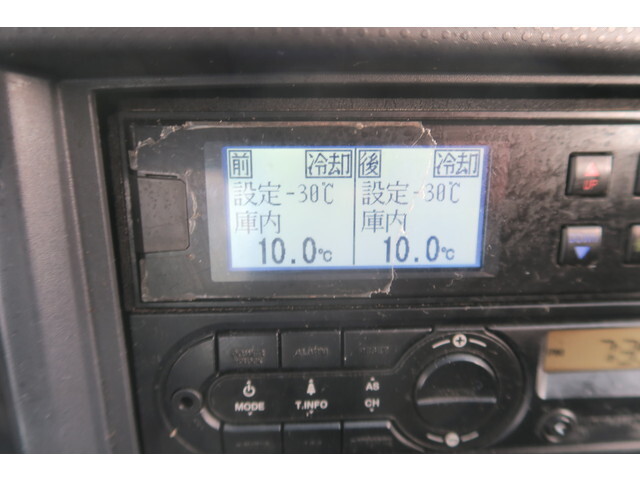 前 冷却 後 冷却
設定-30℃ 設定-30℃
庫内 庫内
10.0℃ 10.0℃
UP
AS
MODE T.INFO CH